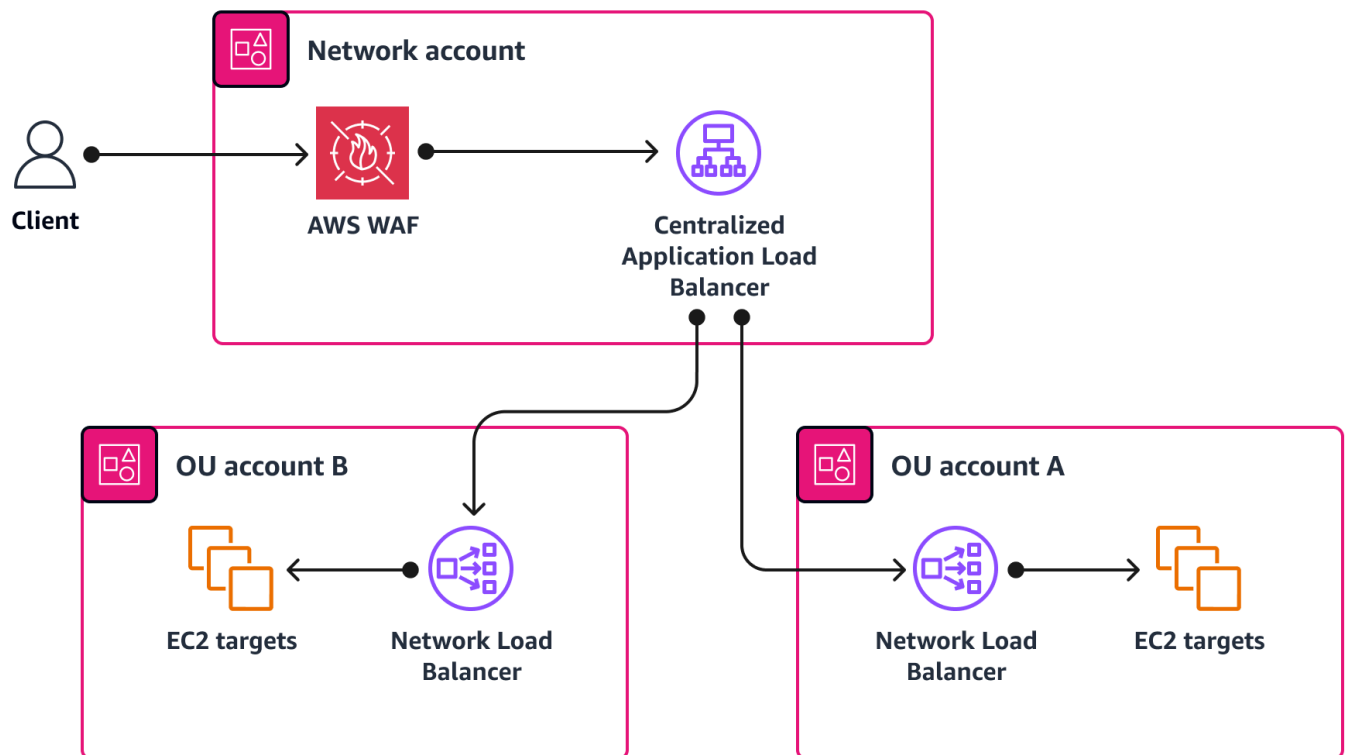 Network account
Client
AWS WAF
Centralized
Application Load
Balancer
OU account B
EC2 targets
Network Load
Balancer
OU account A
Network Load
Balancer
EC2 targets